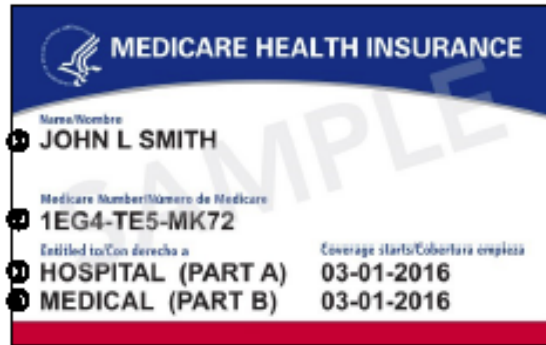 MEDICARE HEALTH INSURANCE
SAMPLE
Name/Nombre
JOHN L SMITH
Medicare Number/Número de Medicare
1EG4-TE5-MK72
Entitled to/Con derecho a Coverage starts/Cobertura empieza
HOSPITAL (PART A) 03-01-2016
MEDICAL (PART B) 03-01-2016